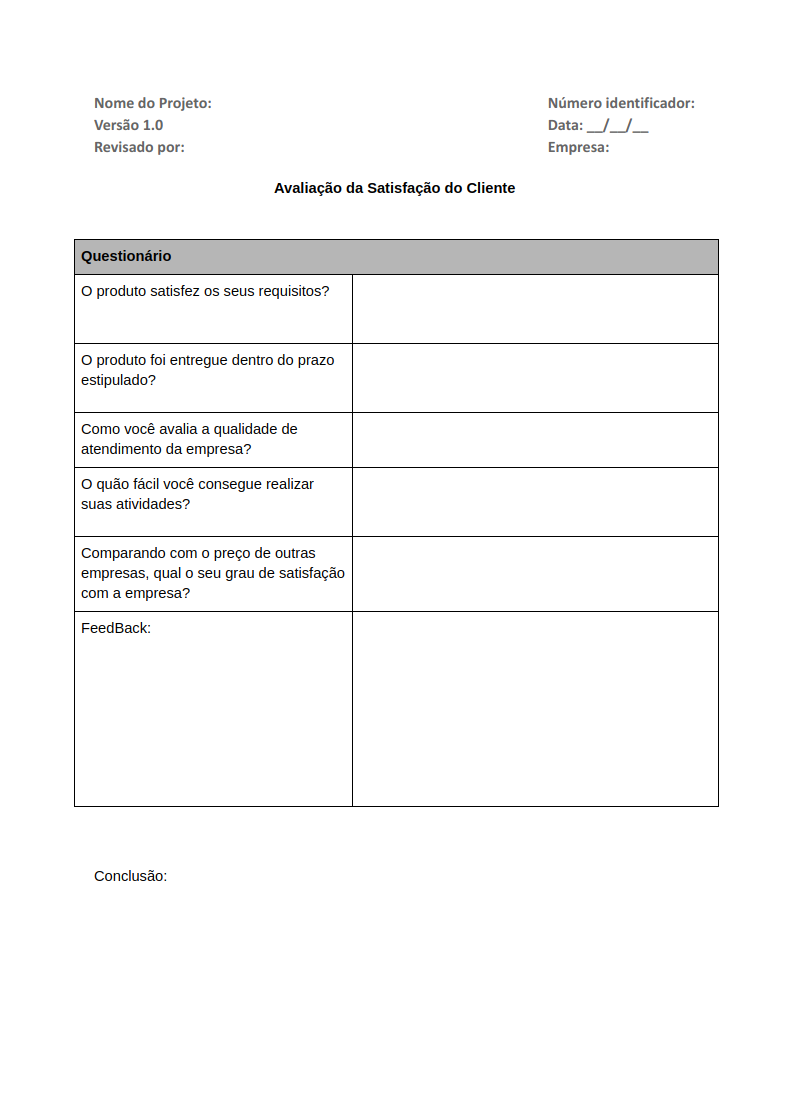 Nome do Projeto:
Número identificador:
Versão 1.0
Data: __/__/__
Revisado por:
Empresa:
Avaliação da Satisfação do Cliente
Questionário
O produto satisfez os seus requisitos?
O produto foi entregue dentro do prazo
estipulado?
Como você avalia a qualidade de
atendimento da empresa?
O quão fácil você consegue realizar
suas atividades?
Comparando com o preço de outras
empresas, qual o seu grau de satisfação
com a empresa?
FeedBack:
Conclusão: